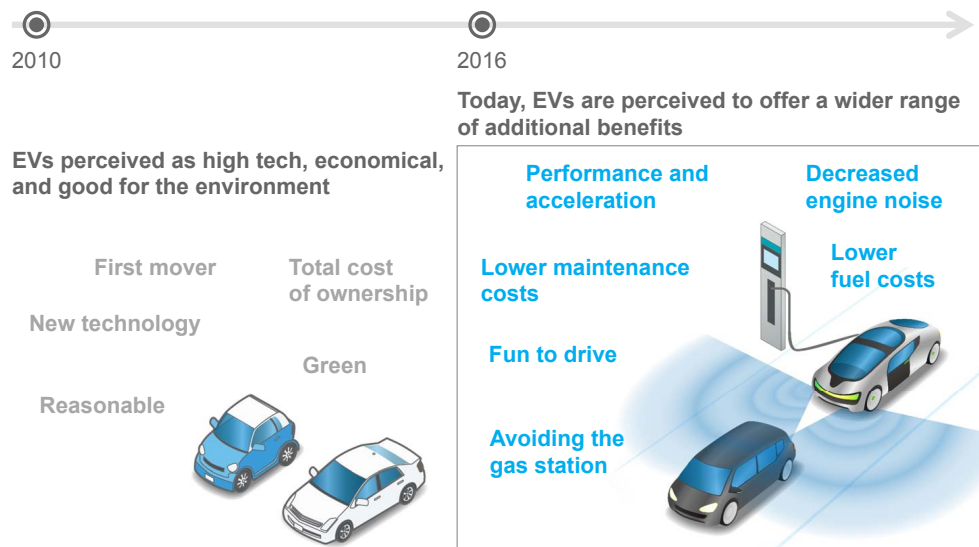 2010
2016
EVs perceived as high tech, economical,
and good for the environment
First mover
Total cost
of ownership
New technology
Green
Reasonable
Today, EVs are perceived to offer a wider range
of additional benefits
Performance and
acceleration
Decreased
engine noise
Lower maintenance
costs
Lower
fuel costs
Fun to drive
Avoiding the
gas station